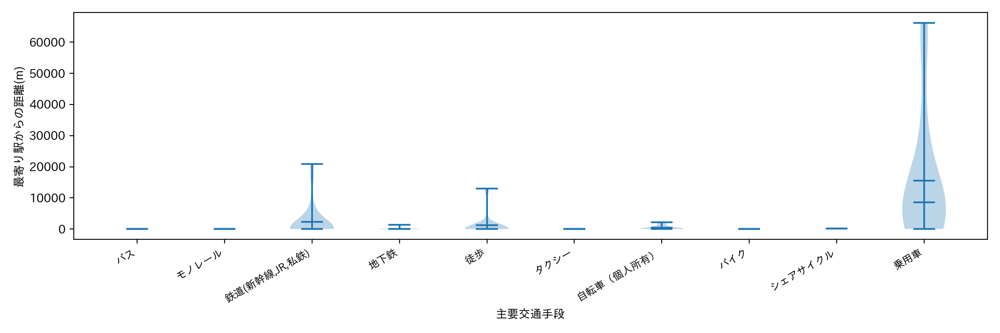 最寄り駅からの距離(m)
60000
50000
40000
30000
20000
10000
0
バス
モノレール
鉄道(新幹線,JR,私鉄)
地下鉄
徒歩
タクシー
自転車（個人所有）
バイク
シェアサイクル
乗用車
主要交通手段